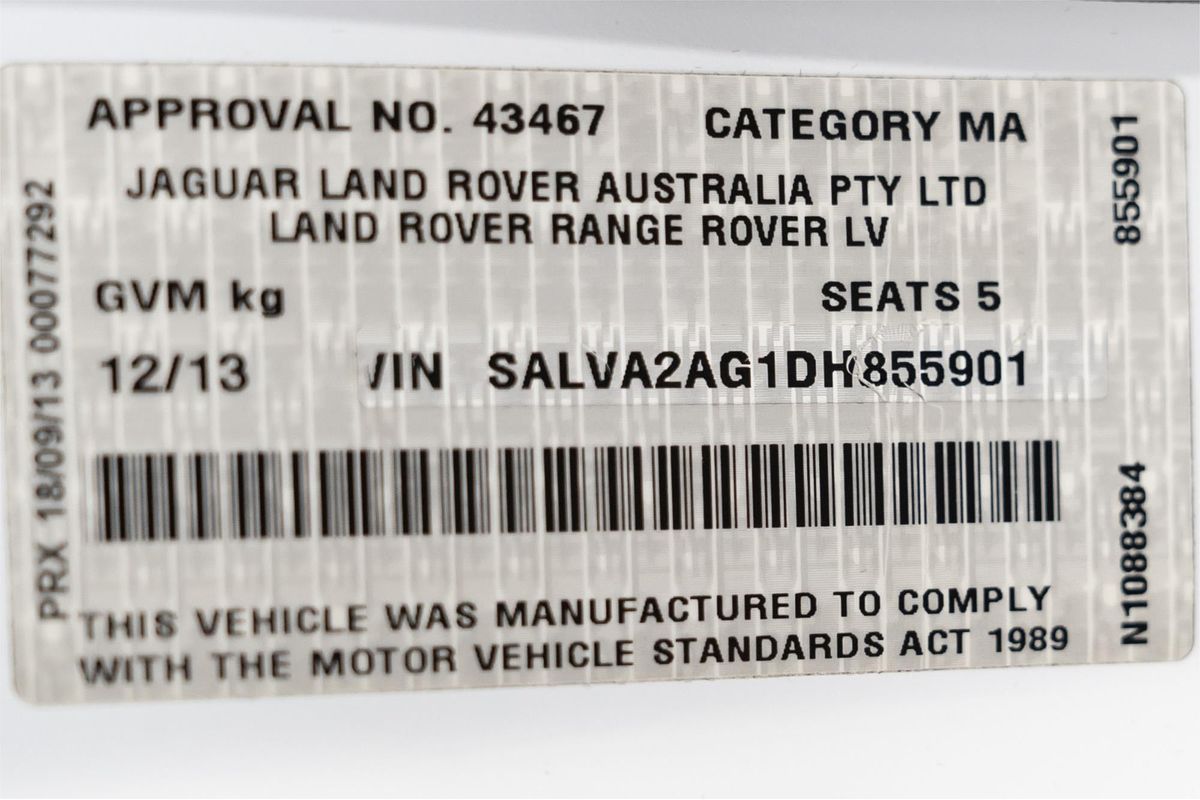 APPROVAL NO. 43467 CATEGORY MA
JAGUAR LAND ROVER AUSTRALIA PTY LTD
LAND ROVER RANGE ROVER LV
GVM kg SEATS 5
12/13 VIN SALVA2AG1DH855901
THIS VEHICLE WAS MANUFACTURED TO COMPLY
WITH THE MOTOR VEHICLE STANDARDS ACT 1989
PRX 18/09/13 00077292
855901
N1088384